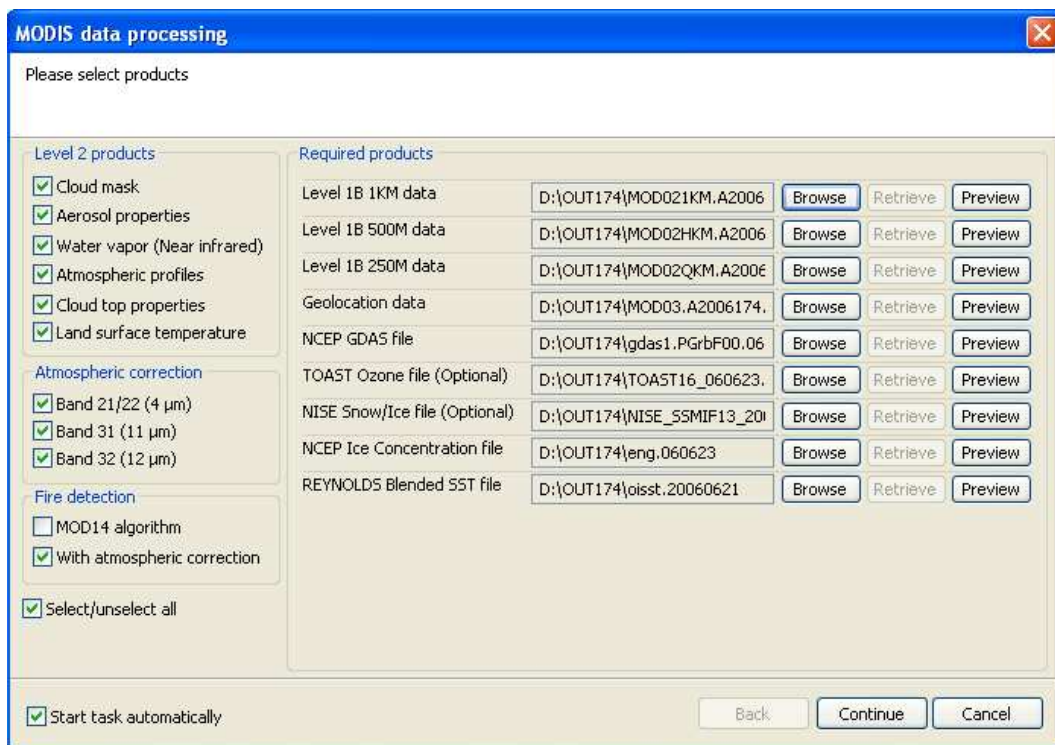 MODIS data processing
Please select products
Level 2 products
Cloud mask
Aerosol properties
Water vapor (Near infrared)
Atmospheric profiles
Cloud top properties
Land surface temperature
Atmospheric correction
Band 21/22 (4 µm)
Band 31 (11 µm)
Band 32 (12 µm)
Fire detection
MOD14 algorithm
With atmospheric correction
Select/unselect all
Required products
Level 1B 1KM data D:\OUT174\MOD021KM.A2006 Browse Retrieve Preview
Level 1B 500M data D:\OUT174\MOD02HKM.A2006 Browse Retrieve Preview
Level 1B 250M data D:\OUT174\MOD02QKM.A2006 Browse Retrieve Preview
Geolocation data D:\OUT174\MOD03.A2006174. Browse Retrieve Preview
NCEP GDAS file D:\OUT174\gdas1.PGrbF00.06 Browse Retrieve Preview
TOAST Ozone file (Optional) D:\OUT174\TOAST16_060623. Browse Retrieve Preview
NISE Snow/Ice file (Optional) D:\OUT174\NISE_SSMIF13_200 Browse Retrieve Preview
NCEP Ice Concentration file D:\OUT174\eng.060623 Browse Retrieve Preview
REYNOLDS Blended SST file D:\OUT174\oisst.20060621 Browse Retrieve Preview
Start task automatically
Back Continue Cancel